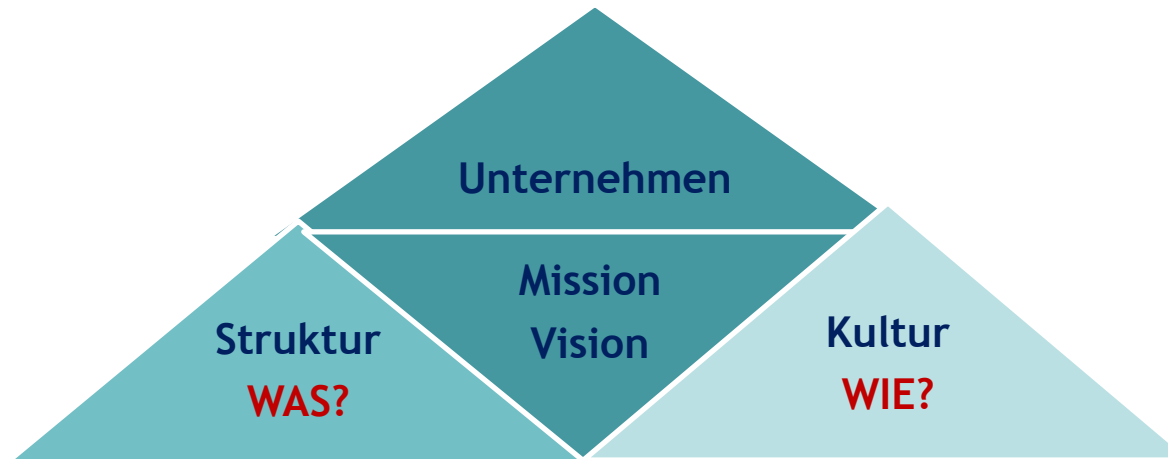 Unternehmen
Mission
Vision
Struktur
WAS?
Kultur
WIE?